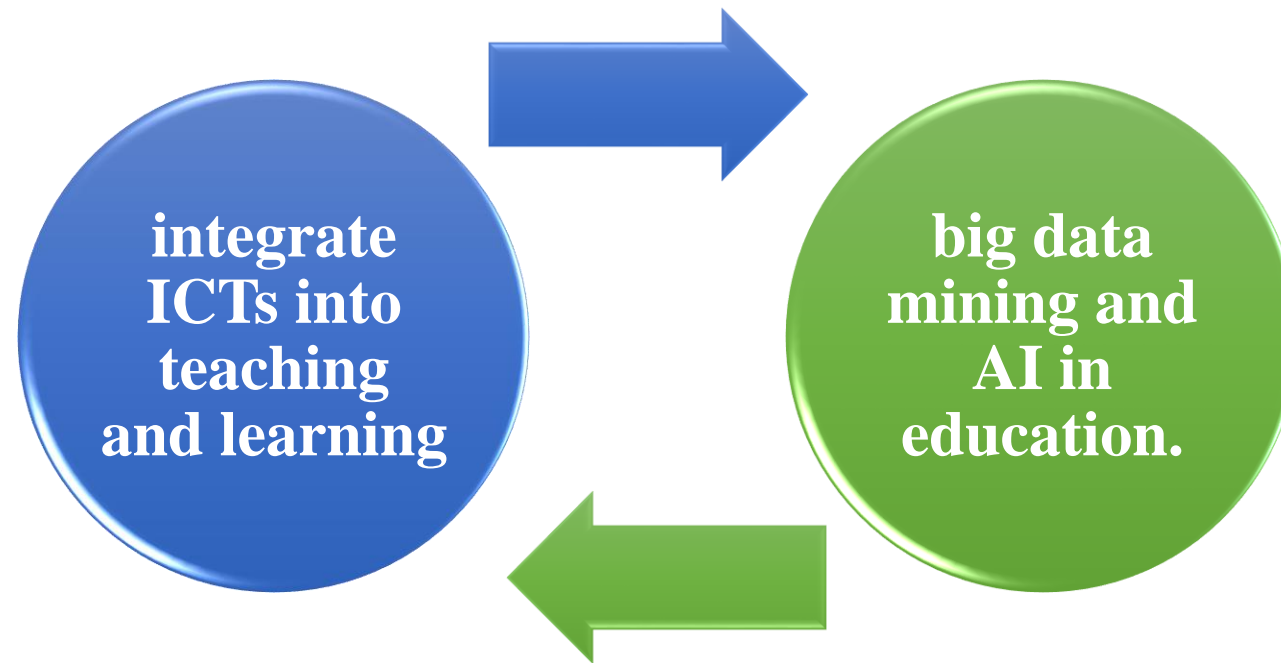 integrate
ICTs into
teaching
and learning
big data
mining and
AI in
education.